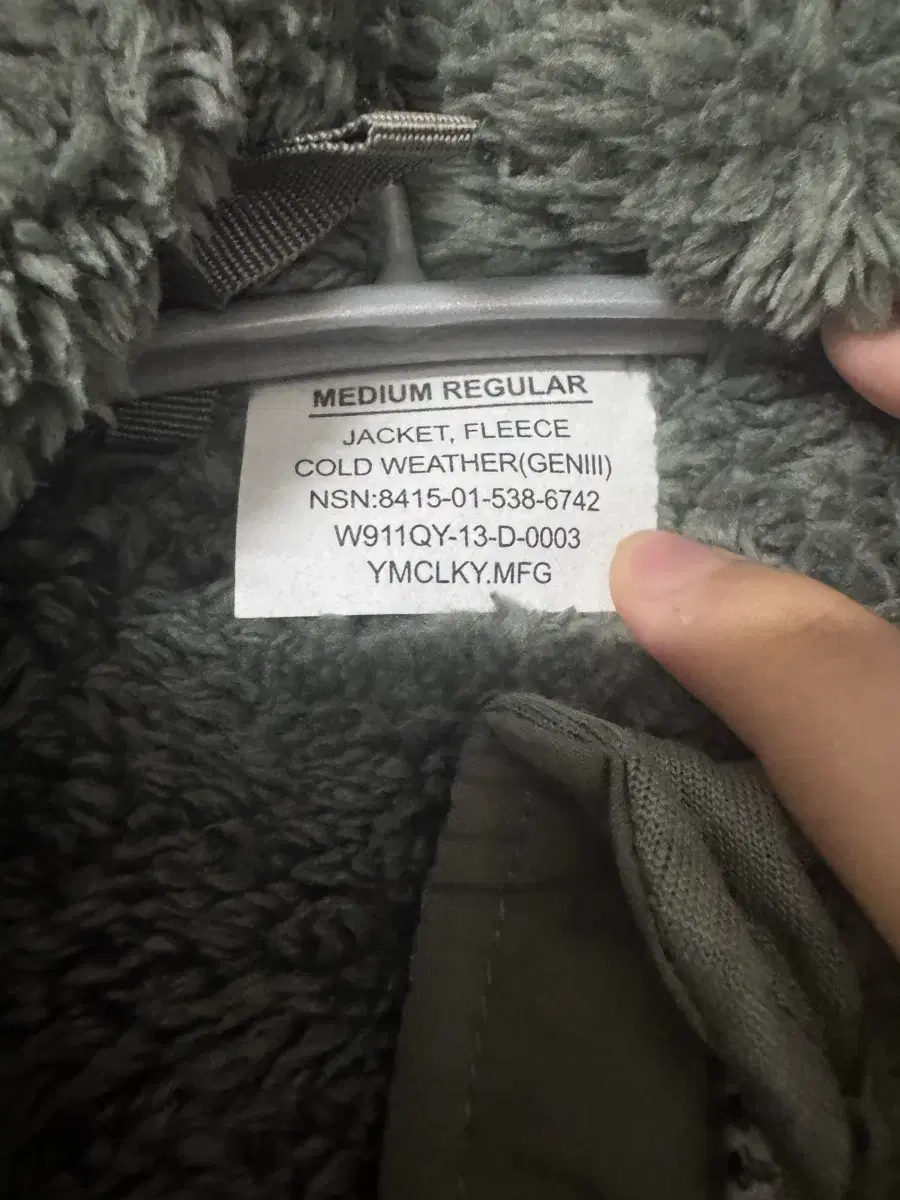 MEDIUM REGULAR
JACKET, FLEECE
COLD WEATHER(GENIII)
NSN:8415-01-538-6742
W911QY-13-D-0003
YMCLKY.MFG